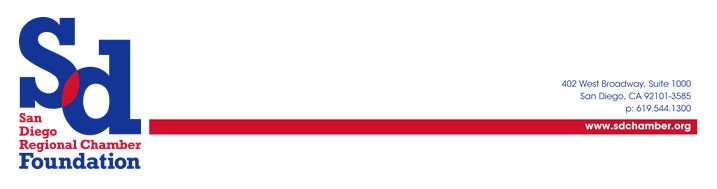 Sd
San
Diego
Regional Chamber
Foundation
402 West Broadway, Suite 1000
San Diego, CA 92101-3585
p: 619.544.1300
www.sdchamber.org